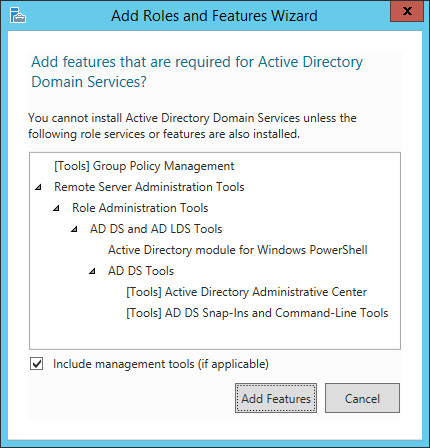 Add Roles and Features Wizard
x
Add features that are required for Active Directory
Domain Services?
You cannot install Active Directory Domain Services unless the
following role services or features are also installed.
[Tools] Group Policy Management
Remote Server Administration Tools
Role Administration Tools
AD DS and AD LDS Tools
Active Directory module for Windows PowerShell
AD DS Tools
[Tools] Active Directory Administrative Center
[Tools] AD DS Snap-Ins and Command-Line Tools
Include management tools (if applicable)
Add Features
Cancel